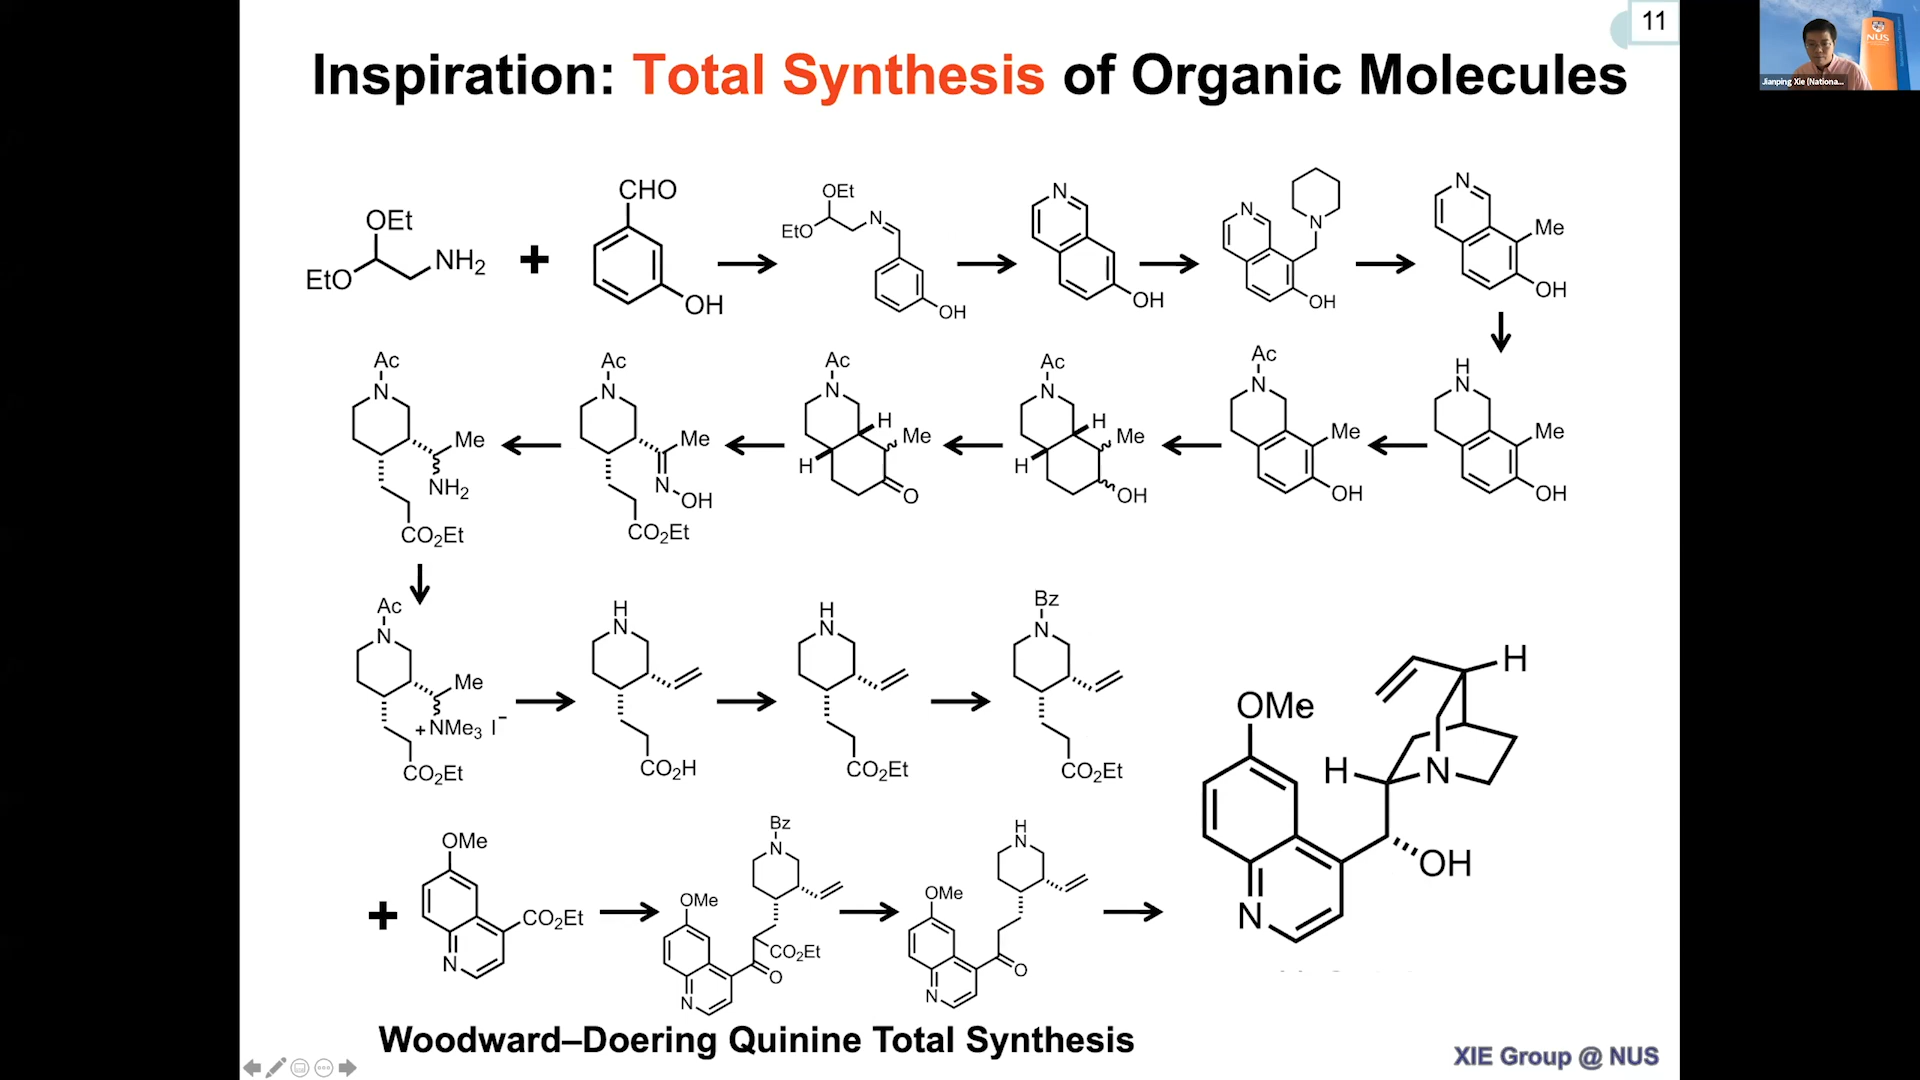 11
NUS
Jianping Xie (Nationa...
Inspiration: Total Synthesis of Organic Molecules
OEt
EtO
NH2
+
CHO
OH
OEt
EtO
N
OH
N
OH
N
N
OH
N
Me
OH
Ac
N
Me
NH2
CO2Et
Ac
N
Me
N
OH
CO2Et
Ac
N
H
Me
H
O
Ac
N
H
Me
H
OH
Ac
N
Me
OH
H
N
Me
OH
Ac
N
Me
+NMe3 I-
CO2Et
H
N
CO2H
H
N
CO2Et
Bz
N
CO2Et
H
OMe
H
N
OH
N
+
OMe
CO2Et
N
Bz
N
OMe
CO2Et
O
N
H
N
OMe
O
N
Woodward–Doering Quinine Total Synthesis
XIE Group @ NUS